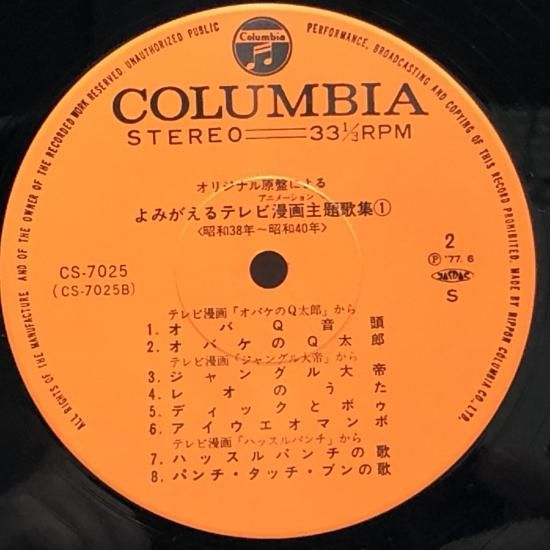 ALL RIGHTS OF THE MANUFACTURE AND OF THE OWNER OF THE RECORDED WORK RESERVED. UNAUTHORIZED PUBLIC PERFORMANCE, BROADCASTING AND COPYING OF THIS RECORD PROHIBITED. MADE BY NIPPON COLUMBIA CO., LTD.
Columbia
COLUMBIA
STEREO 33 1/3 RPM
オリジナル原盤による
アニメーション
よみがえるテレビ漫画主題歌集①
<昭和38年～昭和40年>
CS-7025
(CS-7025B)
2
Ⓟ '77. 6
JASRAC
S
テレビ漫画「オバケのQ太郎」から
1. オバQ音頭
2. オバケのQ太郎
テレビ漫画「ジャングル大帝」から
3. ジャングル大帝
4. レオのうた
5. ディックとボゥ
6. アイウエオマンボ
テレビ漫画「ハッスルパンチ」から
7. ハッスルパンチの歌
8. パンチ・タッチ・ブンの歌